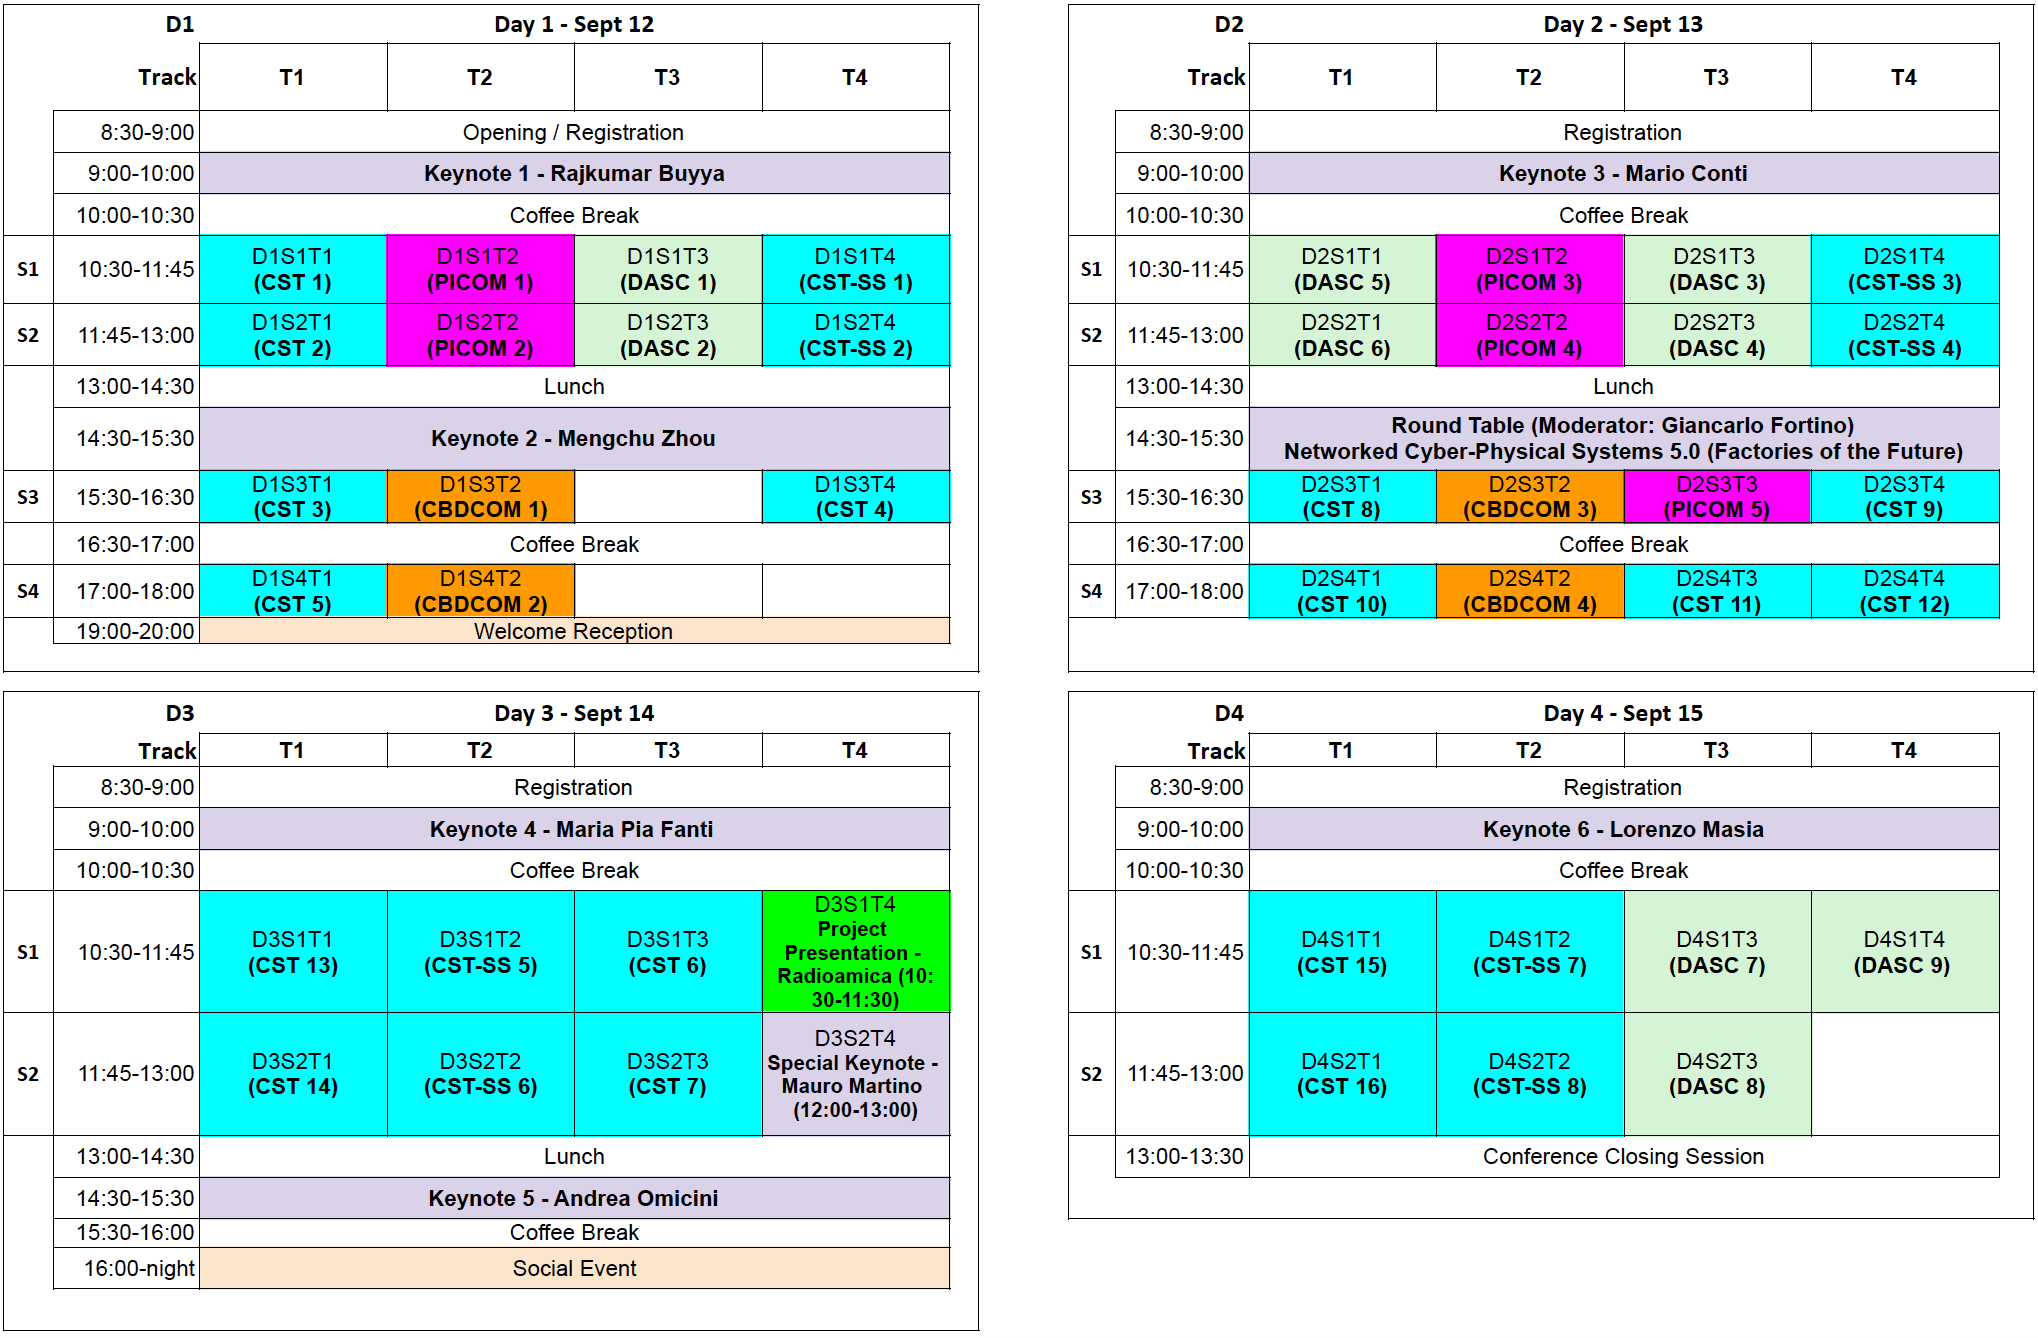 D1 Day 1 - Sept 12
Track T1 T2 T3 T4
8:30-9:00 Opening / Registration
9:00-10:00 Keynote 1 - Rajkumar Buyya
10:00-10:30 Coffee Break
S1 10:30-11:45 D1S1T1 (CST 1) D1S1T2 (PICOM 1) D1S1T3 (DASC 1) D1S1T4 (CST-SS 1)
S2 11:45-13:00 D1S2T1 (CST 2) D1S2T2 (PICOM 2) D1S2T3 (DASC 2) D1S2T4 (CST-SS 2)
13:00-14:30 Lunch
14:30-15:30 Keynote 2 - Mengchu Zhou
S3 15:30-16:30 D1S3T1 (CST 3) D1S3T2 (CBDCOM 1) D1S3T4 (CST 4)
16:30-17:00 Coffee Break
S4 17:00-18:00 D1S4T1 (CST 5) D1S4T2 (CBDCOM 2)
19:00-20:00 Welcome Reception
D2 Day 2 - Sept 13
Track T1 T2 T3 T4
8:30-9:00 Registration
9:00-10:00 Keynote 3 - Mario Conti
10:00-10:30 Coffee Break
S1 10:30-11:45 D2S1T1 (DASC 5) D2S1T2 (PICOM 3) D2S1T3 (DASC 3) D2S1T4 (CST-SS 3)
S2 11:45-13:00 D2S2T1 (DASC 6) D2S2T2 (PICOM 4) D2S2T3 (DASC 4) D2S2T4 (CST-SS 4)
13:00-14:30 Lunch
14:30-15:30 Round Table (Moderator: Giancarlo Fortino)
Networked Cyber-Physical Systems 5.0 (Factories of the Future)
S3 15:30-16:30 D2S3T1 (CST 8) D2S3T2 (CBDCOM 3) D2S3T3 (PICOM 5) D2S3T4 (CST 9)
16:30-17:00 Coffee Break
S4 17:00-18:00 D2S4T1 (CST 10) D2S4T2 (CBDCOM 4) D2S4T3 (CST 11) D2S4T4 (CST 12)
D3 Day 3 - Sept 14
Track T1 T2 T3 T4
8:30-9:00 Registration
9:00-10:00 Keynote 4 - Maria Pia Fanti
10:00-10:30 Coffee Break
S1 10:30-11:45 D3S1T1 (CST 13) D3S1T2 (CST-SS 5) D3S1T3 (CST 6) D3S1T4
Project
Presentation -
Radioamica (10:
30-11:30)
S2 11:45-13:00 D3S2T1 (CST 14) D3S2T2 (CST-SS 6) D3S2T3 (CST 7) D3S2T4
Special Keynote -
Mauro Martino
(12:00-13:00)
13:00-14:30 Lunch
14:30-15:30 Keynote 5 - Andrea Omicini
15:30-16:00 Coffee Break
16:00-night Social Event
D4 Day 4 - Sept 15
Track T1 T2 T3 T4
8:30-9:00 Registration
9:00-10:00 Keynote 6 - Lorenzo Masia
10:00-10:30 Coffee Break
S1 10:30-11:45 D4S1T1 (CST 15) D4S1T2 (CST-SS 7) D4S1T3 (DASC 7) D4S1T4 (DASC 9)
S2 11:45-13:00 D4S2T1 (CST 16) D4S2T2 (CST-SS 8) D4S2T3 (DASC 8)
13:00-13:30 Conference Closing Session